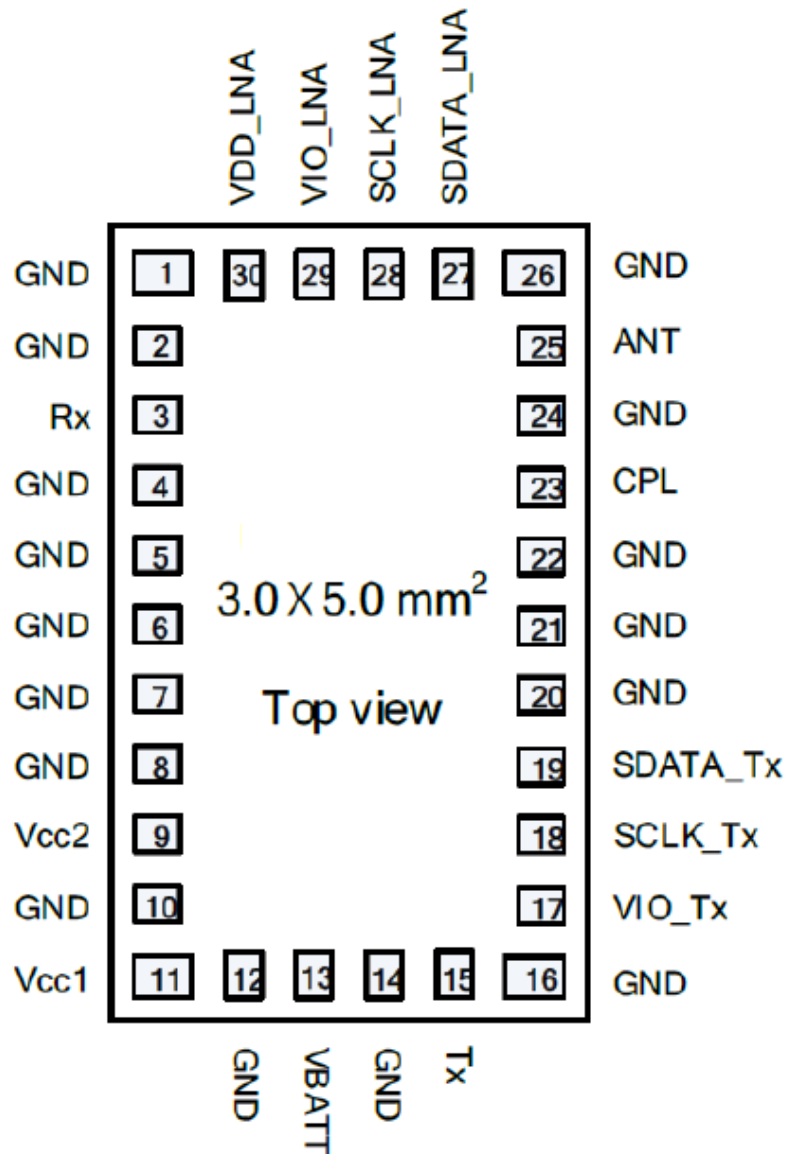 VDD_LNA
VIO_LNA
SCLK_LNA
SDATA_LNA
GND 1 30 29 28 27 26 GND
GND 2 25 ANT
Rx 3 24 GND
GND 4 23 CPL
GND 5 22 GND
3.0 X 5.0 mm²
GND 6 21 GND
GND 7 20 GND
Top view
GND 8 19 SDATA_Tx
Vcc2 9 18 SCLK_Tx
GND 10 17 VIO_Tx
Vcc1 11 12 13 14 15 16 GND
GND
VBATT
GND
Tx